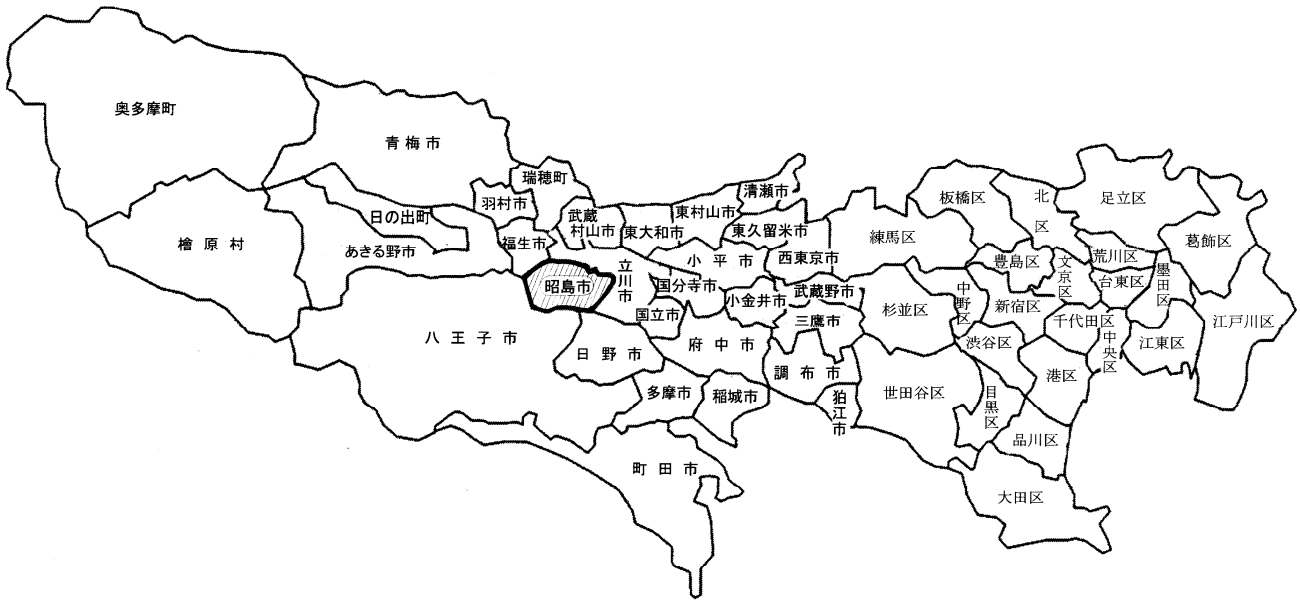 奥多摩町
青梅市
瑞穂町
羽村市
檜原村
日の出町
あきる野市
福生市
武蔵
村山市
東大和市
東村山市
清瀬市
東久留米市
昭島市
立川市
小平市
西東京市
国分寺市
小金井市
武蔵野市
三鷹市
国立市
八王子市
日野市
府中市
調布市
狛江市
多摩市
稲城市
町田市
練馬区
板橋区
北区
足立区
葛飾区
荒川区
豊島区
文京区
台東区
墨田区
杉並区
中野区
新宿区
千代田区
中央区
江東区
江戸川区
渋谷区
港区
世田谷区
目黒区
品川区
大田区